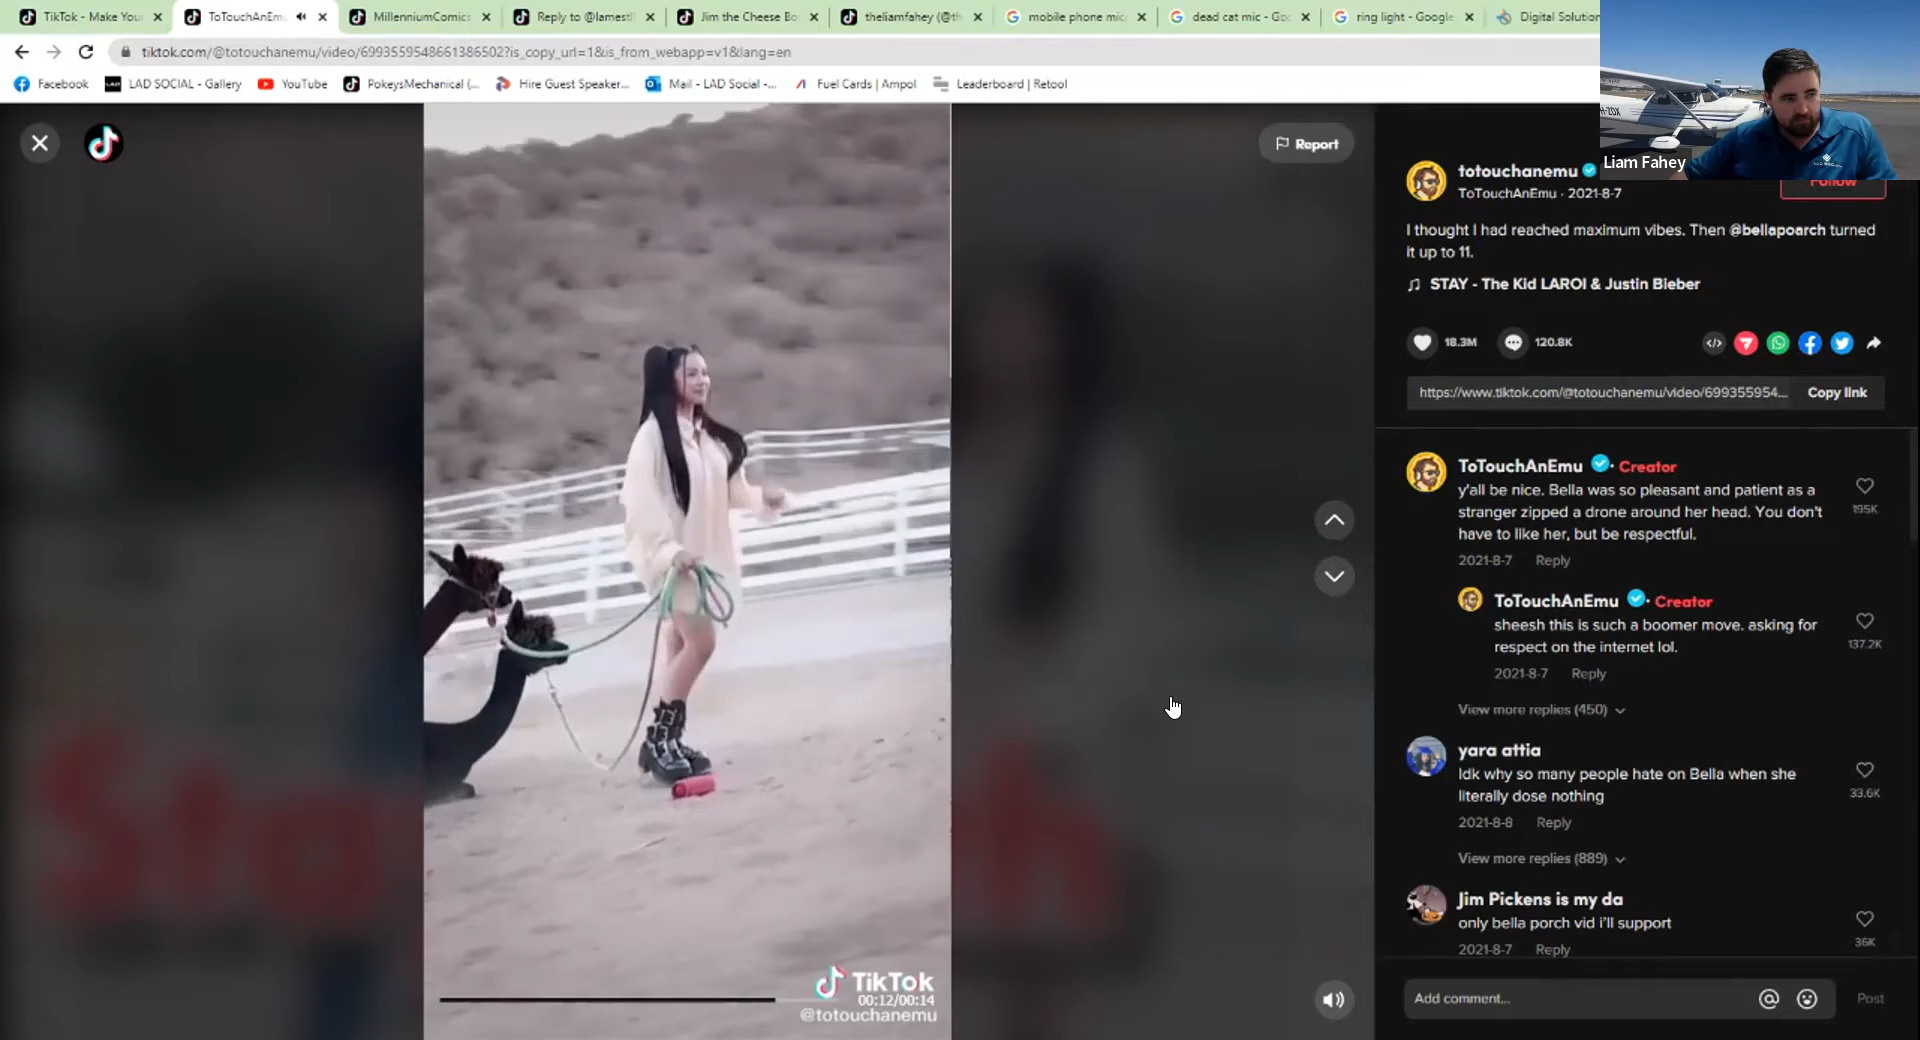 TikTok - Make Your
ToTouchAnEmu
MillenniumComics
Reply to @lamestl
Jim the Cheese Bo
theliamfahey (@th
mobile phone mic
dead cat mic - Goo
ring light - Google
Digital Solution
tiktok.com/@totouchanemu/video/6993559548661386502?is_copy_url=1&is_from_webapp=v1&lang=en
Facebook
LAD SOCIAL - Gallery
YouTube
PokeysMechanical (...
Hire Guest Speaker...
Mail - LAD Social -...
Fuel Cards | Ampol
Leaderboard | Retool
Liam Fahey
Report
totouchanemu
ToTouchAnEmu · 2021-8-7
Follow
I thought I had reached maximum vibes. Then @bellapoarch turned
it up to 11.
STAY - The Kid LAROI & Justin Bieber
18.3M
120.8K
https://www.tiktok.com/@totouchanemu/video/699355954...
Copy link
ToTouchAnEmu · Creator
y'all be nice. Bella was so pleasant and patient as a
stranger zipped a drone around her head. You don't
have to like her, but be respectful.
195K
2021-8-7 Reply
ToTouchAnEmu · Creator
sheesh this is such a boomer move. asking for
respect on the internet lol.
137.2K
2021-8-7 Reply
View more replies (450)
yara attia
Idk why so many people hate on Bella when she
literally dose nothing
33.6K
2021-8-8 Reply
View more replies (889)
Jim Pickens is my da
only bella porch vid i'll support
36K
2021-8-7 Reply
TikTok
00:12/00:14
@totouchanemu
Add comment...
Post